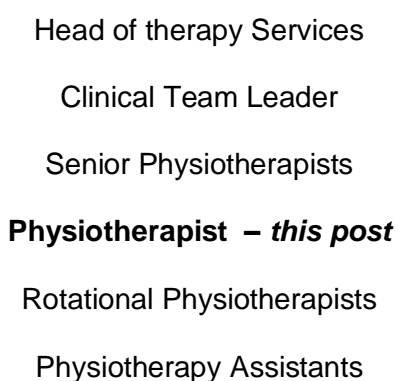 Head of therapy Services
Clinical Team Leader
Senior Physiotherapists
Physiotherapist – this post
Rotational Physiotherapists
Physiotherapy Assistants